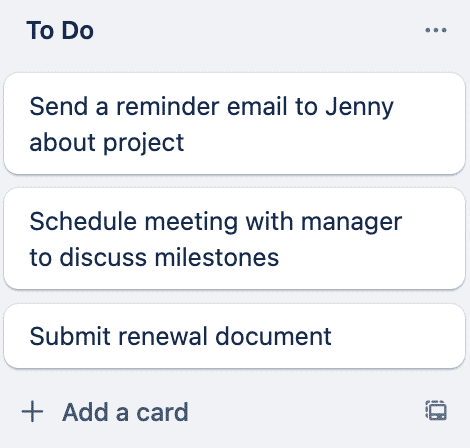 To Do
Send a reminder email to Jenny
about project
Schedule meeting with manager
to discuss milestones
Submit renewal document
Add a card